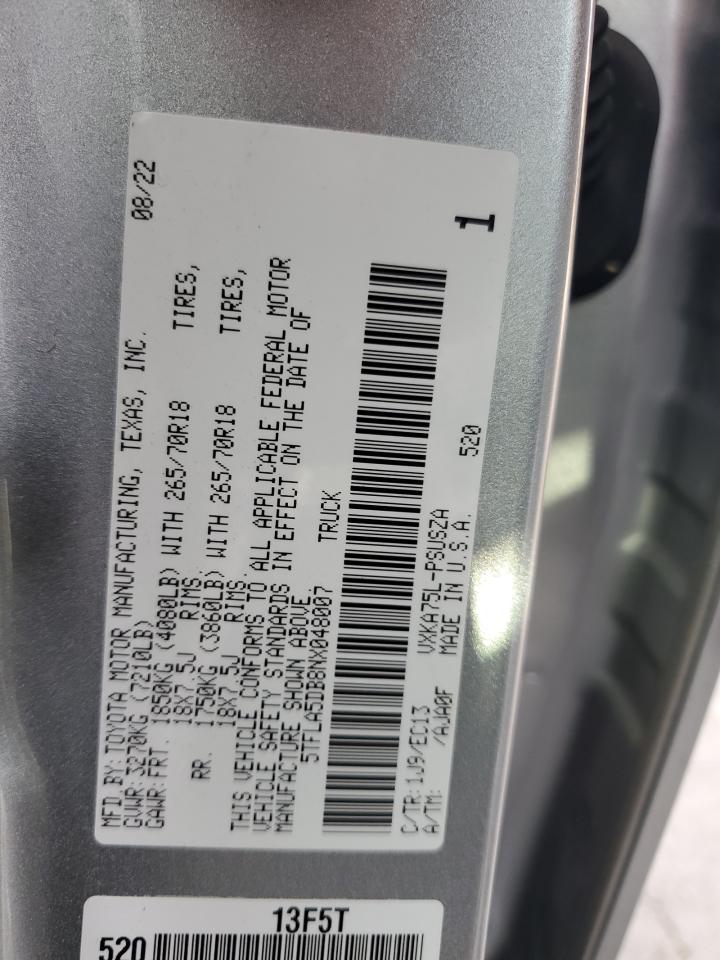 MFD.BY:TOYOTA MOTOR MANUFACTURING, TEXAS, INC. 08/22
GVWR:3270KG (7210LB)
GAWR:FRT. 1850KG (4080LB) WITH 265/70R18 TIRES,
18X7.5J RIMS.
RR. 1750KG (3860LB) WITH 265/70R18 TIRES,
18X7.5J RIMS.
THIS VEHICLE CONFORMS TO ALL APPLICABLE FEDERAL MOTOR
VEHICLE SAFETY STANDARDS IN EFFECT ON THE DATE OF
MANUFACTURE SHOWN ABOVE.
5TFLA5DB8NX048007 TRUCK
C/TR:1J9/EC13 VXKA75L-PSUSZA 520 1
A/TM: /AJA0F MADE IN U.S.A.
13F5T
520